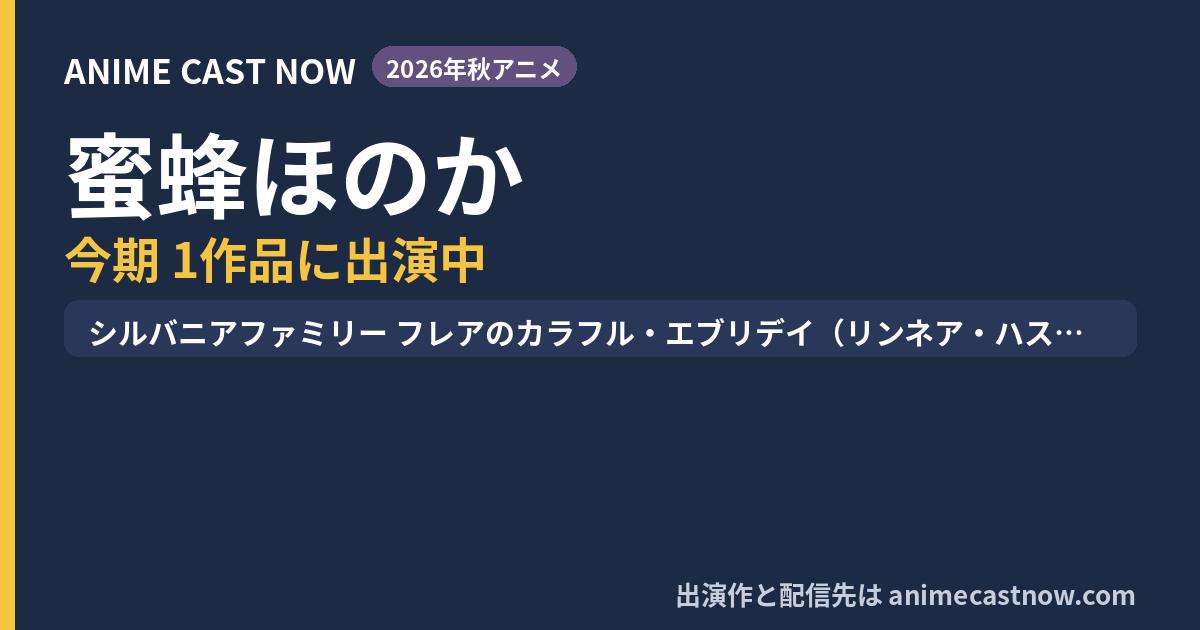 ANIME CAST NOW 2026年秋アニメ
蜜蜂ほのか
今期 1作品に出演中
シルバニアファミリー フレアのカラフル・エブリデイ（リンネア・ハス…
出演作と配信先は animecastnow.com